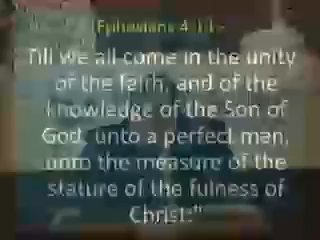 Ephesians 4:11-
Till we all come in the unity
of the faith, and of the
knowledge of the Son of
God, unto a perfect man,
unto the measure of the
stature of the fulness of
Christ:"